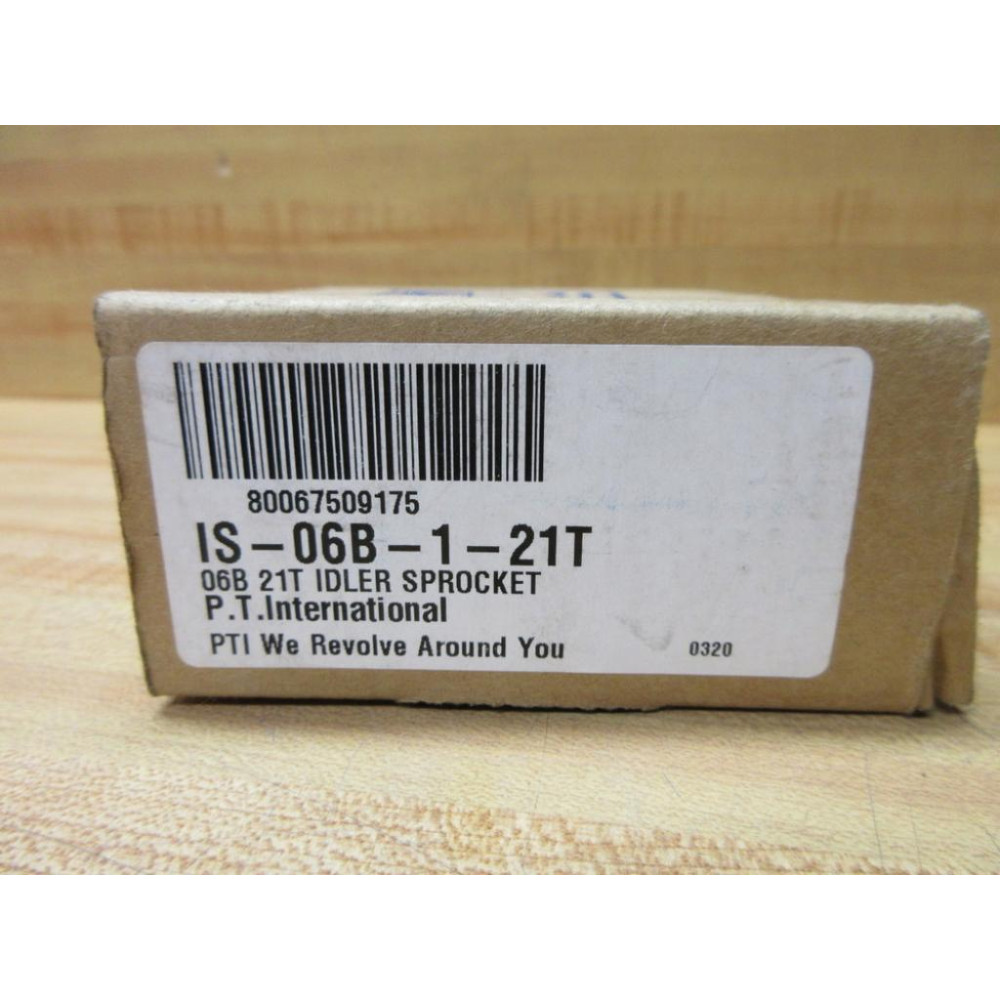 80067509175
IS-06B-1-21T
06B 21T IDLER SPROCKET
P.T.International
PTI We Revolve Around You 0320